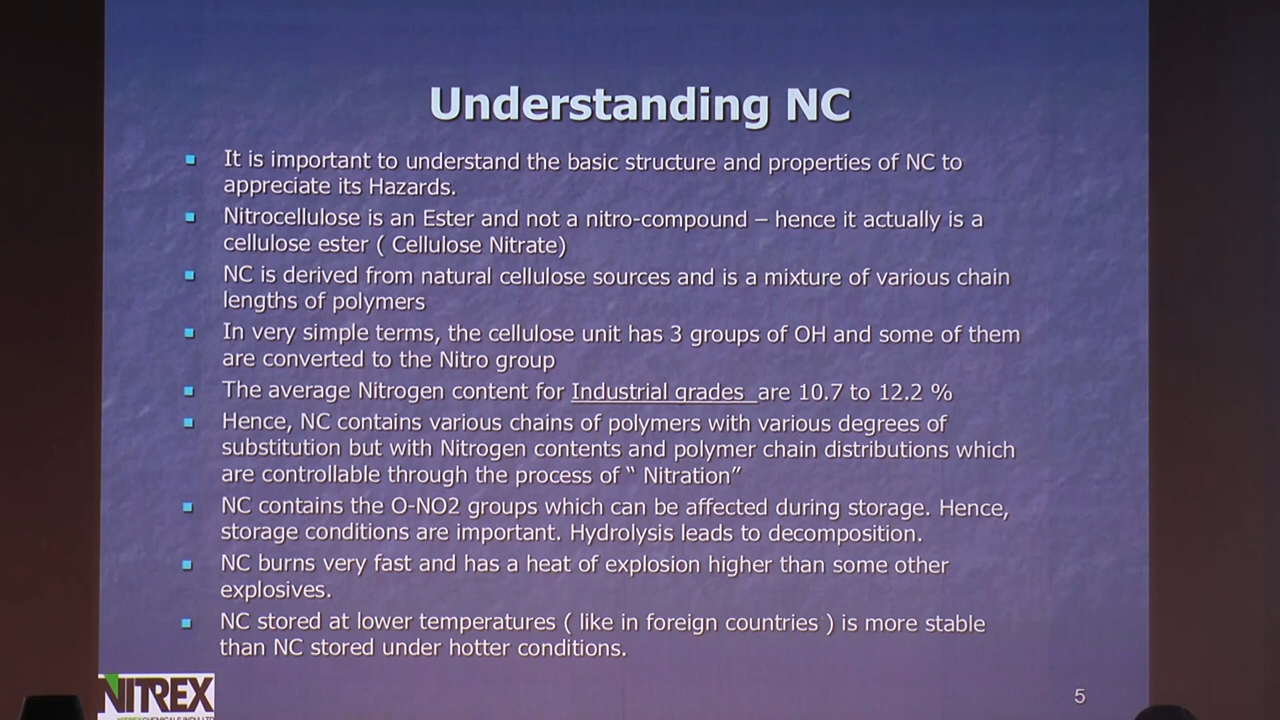 Understanding NC
It is important to understand the basic structure and properties of NC to
appreciate its Hazards.
Nitrocellulose is an Ester and not a nitro-compound – hence it actually is a
cellulose ester ( Cellulose Nitrate)
NC is derived from natural cellulose sources and is a mixture of various chain
lengths of polymers
In very simple terms, the cellulose unit has 3 groups of OH and some of them
are converted to the Nitro group
The average Nitrogen content for Industrial grades are 10.7 to 12.2 %
Hence, NC contains various chains of polymers with various degrees of
substitution but with Nitrogen contents and polymer chain distributions which
are controllable through the process of “ Nitration”
NC contains the O-NO2 groups which can be affected during storage. Hence,
storage conditions are important. Hydrolysis leads to decomposition.
NC burns very fast and has a heat of explosion higher than some other
explosives.
NC stored at lower temperatures ( like in foreign countries ) is more stable
than NC stored under hotter conditions.
NITREX
5